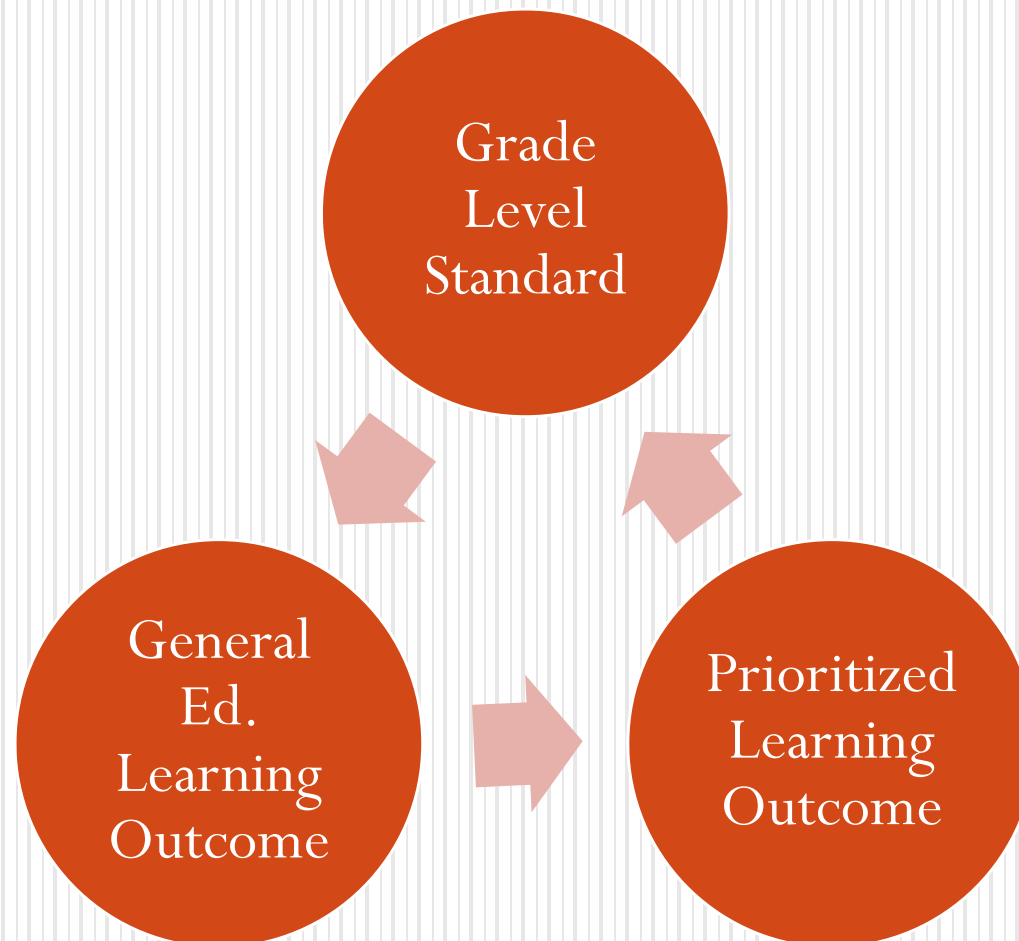 Grade
Level
Standard
General
Ed.
Learning
Outcome
Prioritized
Learning
Outcome